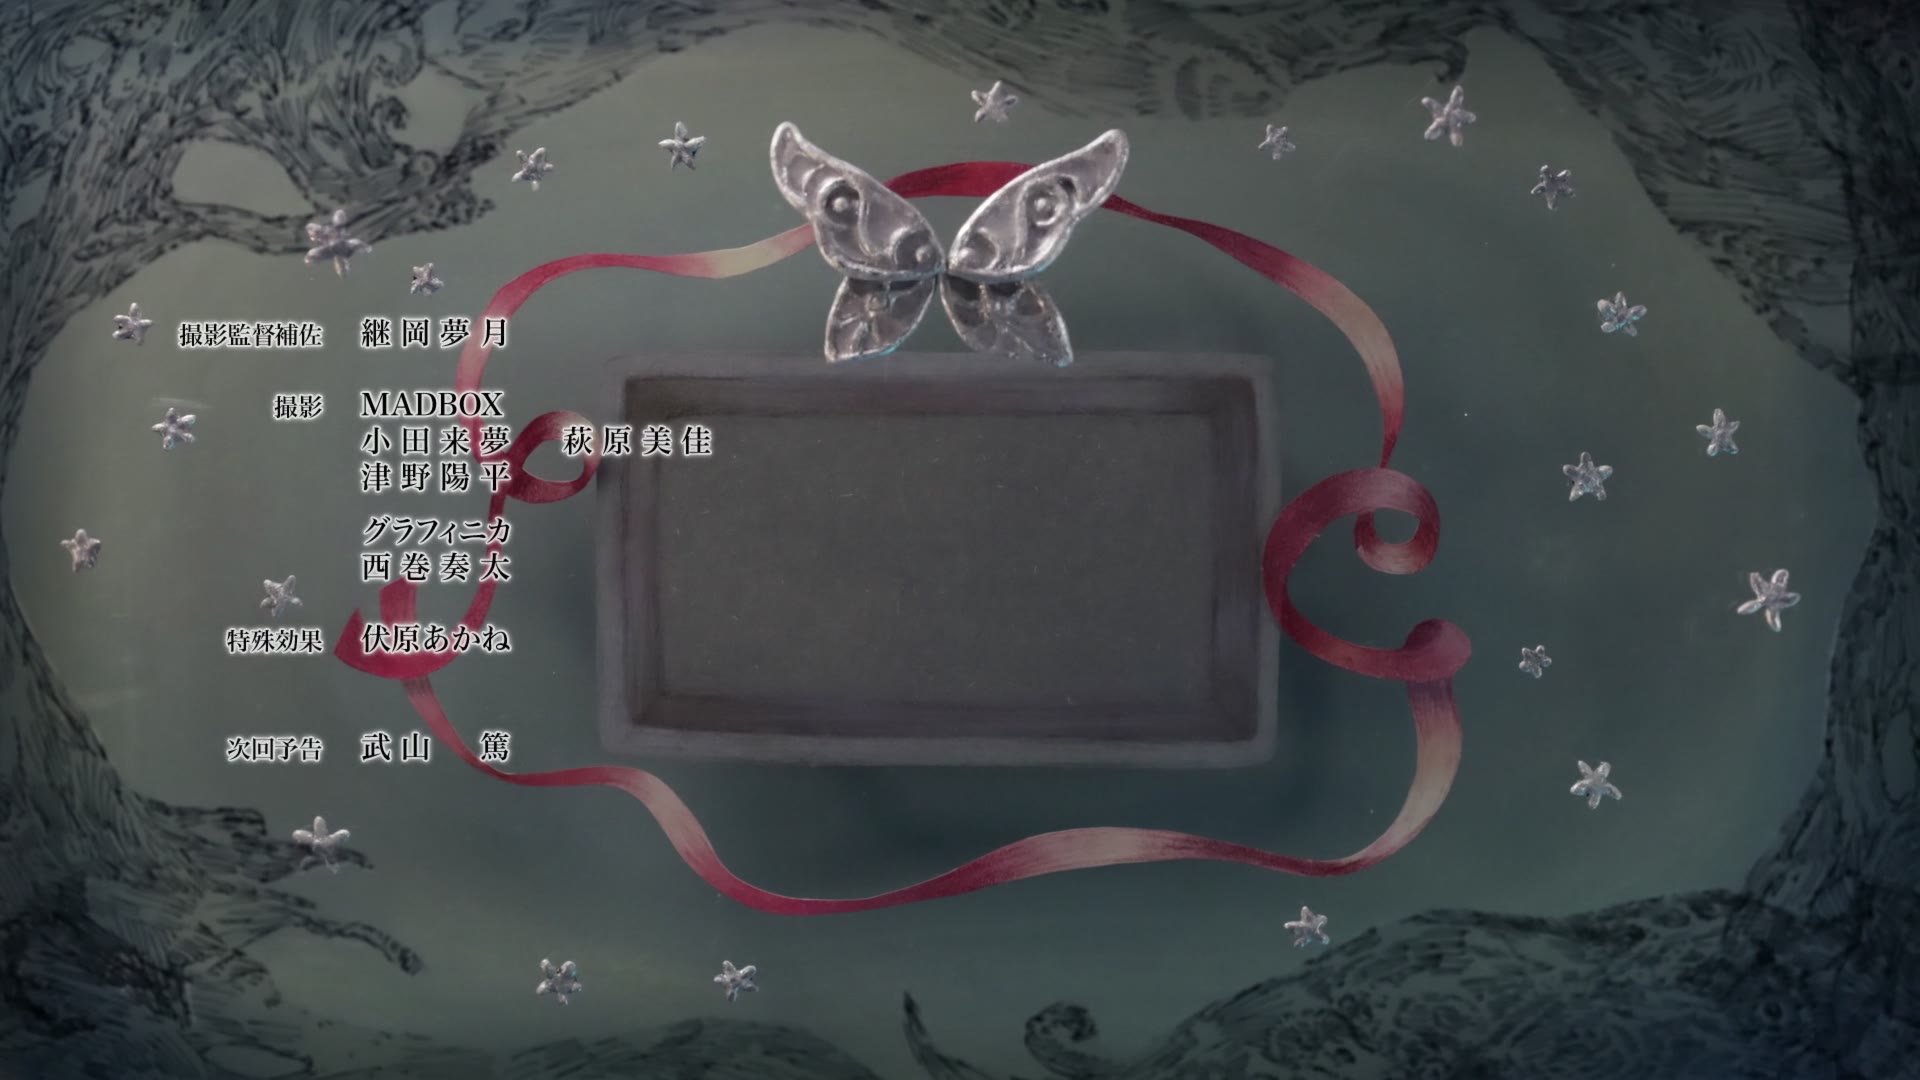 撮影監督補佐 継岡夢月
撮影 MADBOX
小田来夢 萩原美佳
津野陽平
グラフィニカ
西巻奏太
特殊効果 伏原あかね
次回予告 武山 篤